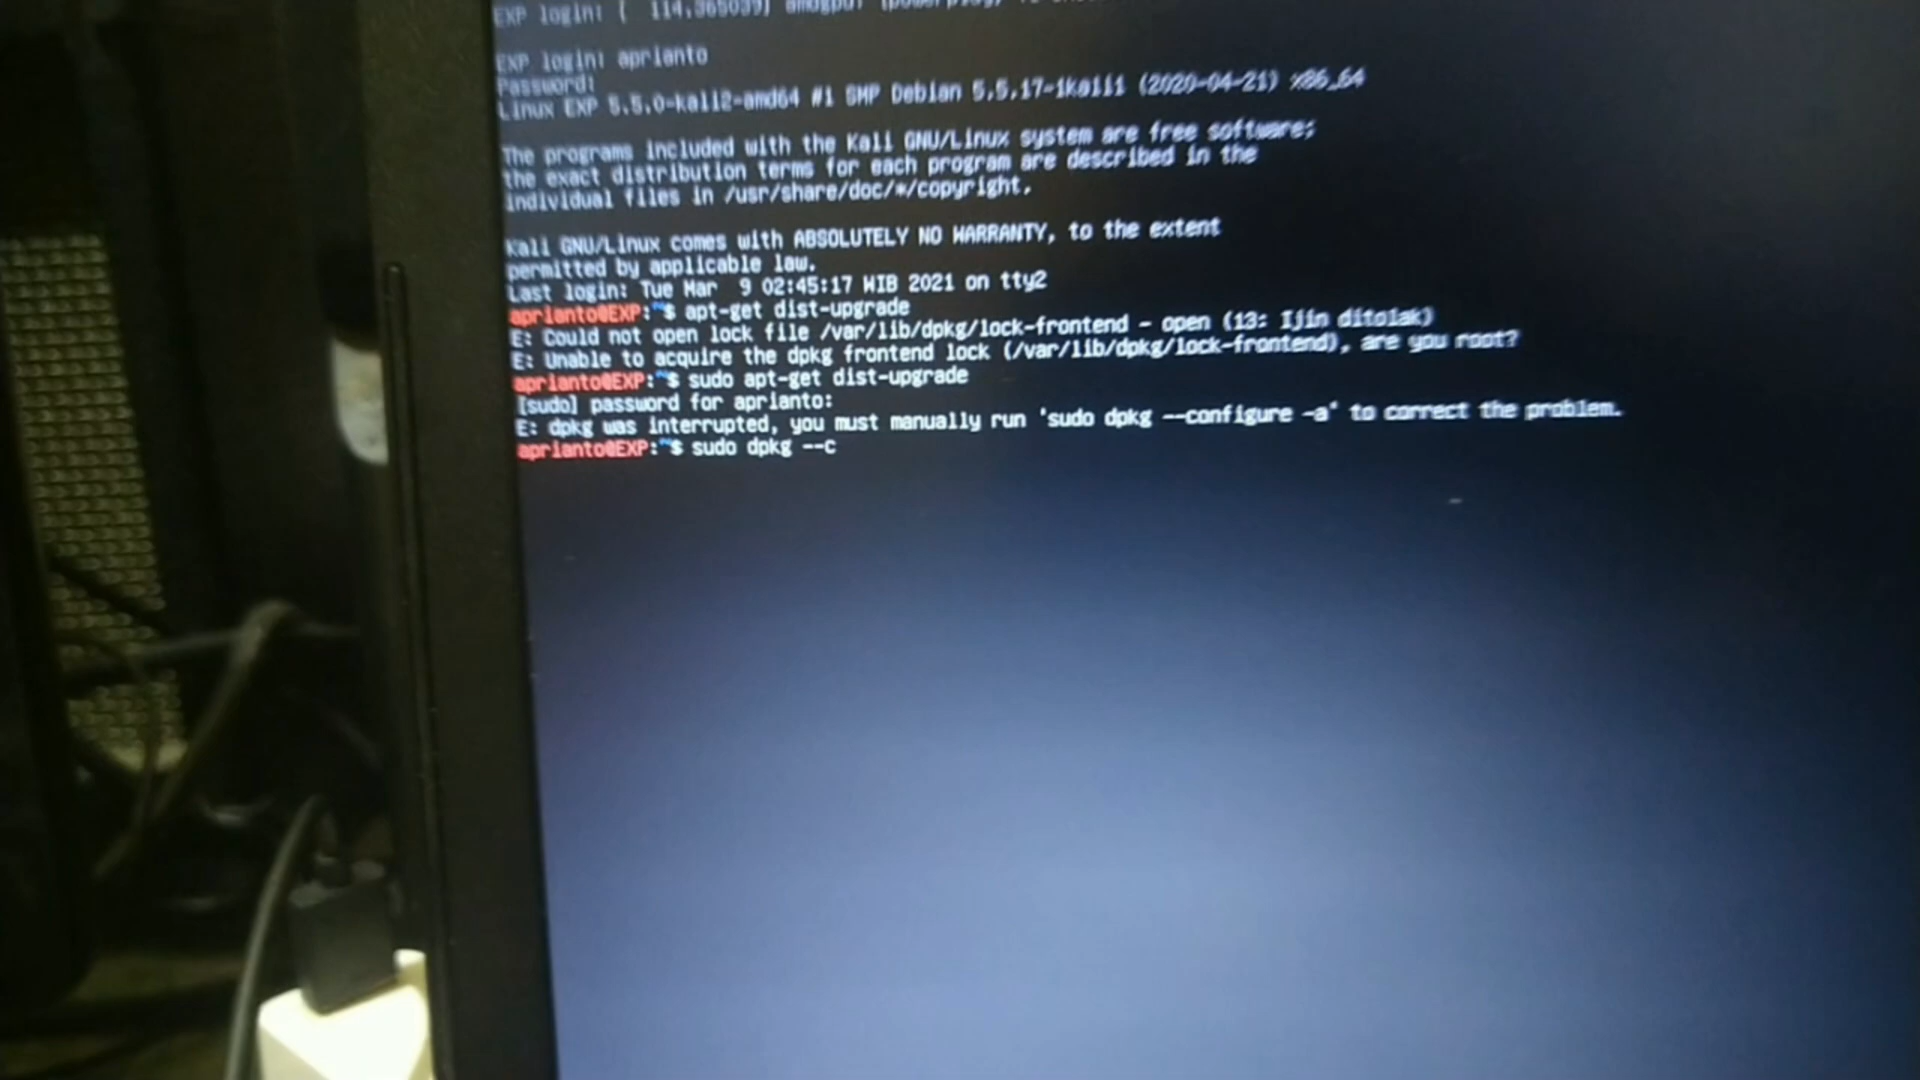 EXP login: [ 114.365039] amdgpu: [powerplay]
EXP login: aprianto
Password:
Linux EXP 5.5.0-kali2-amd64 #1 SMP Debian 5.5.17-1kali1 (2020-04-21) x86_64
The programs included with the Kali GNU/Linux system are free software;
the exact distribution terms for each program are described in the
individual files in /usr/share/doc/*/copyright.
Kali GNU/Linux comes with ABSOLUTELY NO WARRANTY, to the extent
permitted by applicable law.
Last login: Tue Mar 9 02:45:17 WIB 2021 on tty2
aprianto@EXP:~$ apt-get dist-upgrade
E: Could not open lock file /var/lib/dpkg/lock-frontend - open (13: Ijin ditolak)
E: Unable to acquire the dpkg frontend lock (/var/lib/dpkg/lock-frontend), are you root?
aprianto@EXP:~$ sudo apt-get dist-upgrade
[sudo] password for aprianto:
E: dpkg was interrupted, you must manually run 'sudo dpkg --configure -a' to correct the problem.
aprianto@EXP:~$ sudo dpkg --c